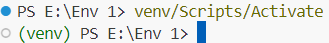 PS E:\Env 1> venv/Scripts/Activate
(venv) PS E:\Env 1>